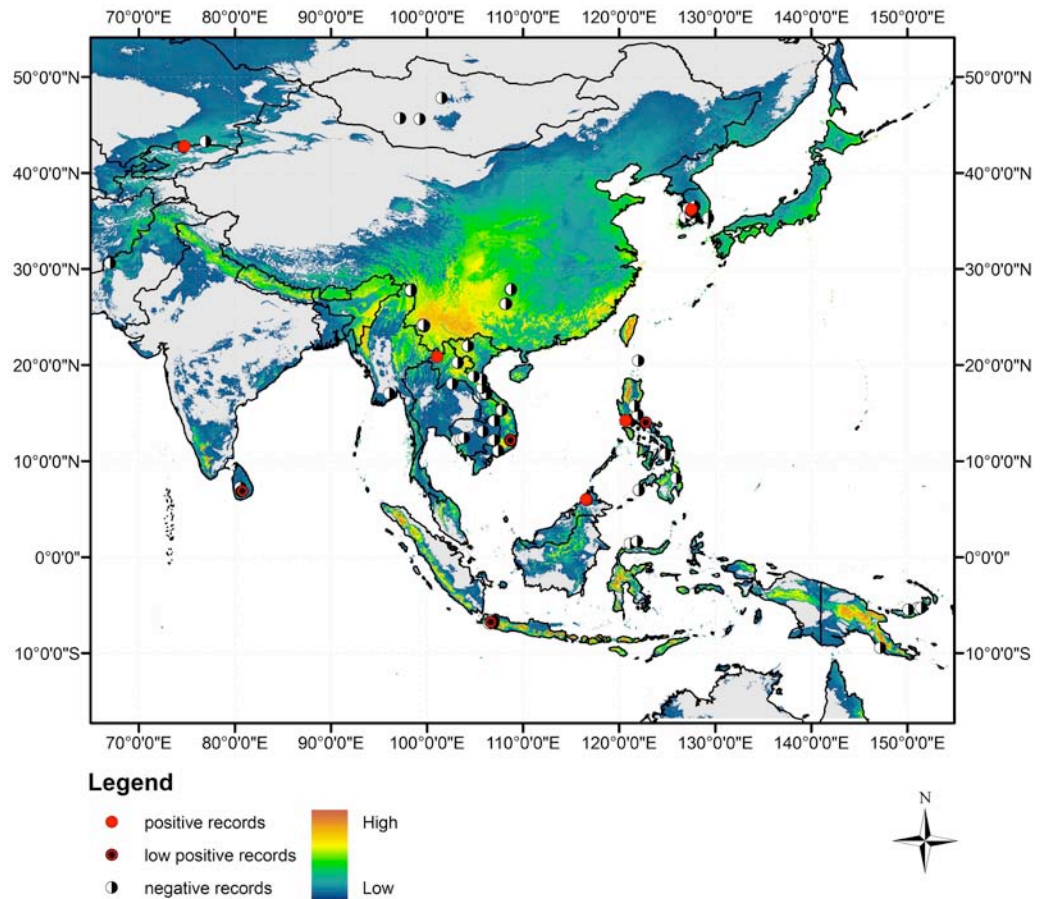 70°0'0"E 80°0'0"E 90°0'0"E 100°0'0"E 110°0'0"E 120°0'0"E 130°0'0"E 140°0'0"E 150°0'0"E
50°0'0"N 50°0'0"N
40°0'0"N 40°0'0"N
30°0'0"N 30°0'0"N
20°0'0"N 20°0'0"N
10°0'0"N 10°0'0"N
0°0'0" 0°0'0"
10°0'0"S 10°0'0"S
70°0'0"E 80°0'0"E 90°0'0"E 100°0'0"E 110°0'0"E 120°0'0"E 130°0'0"E 140°0'0"E 150°0'0"E
Legend
positive records High
low positive records
negative records Low
N